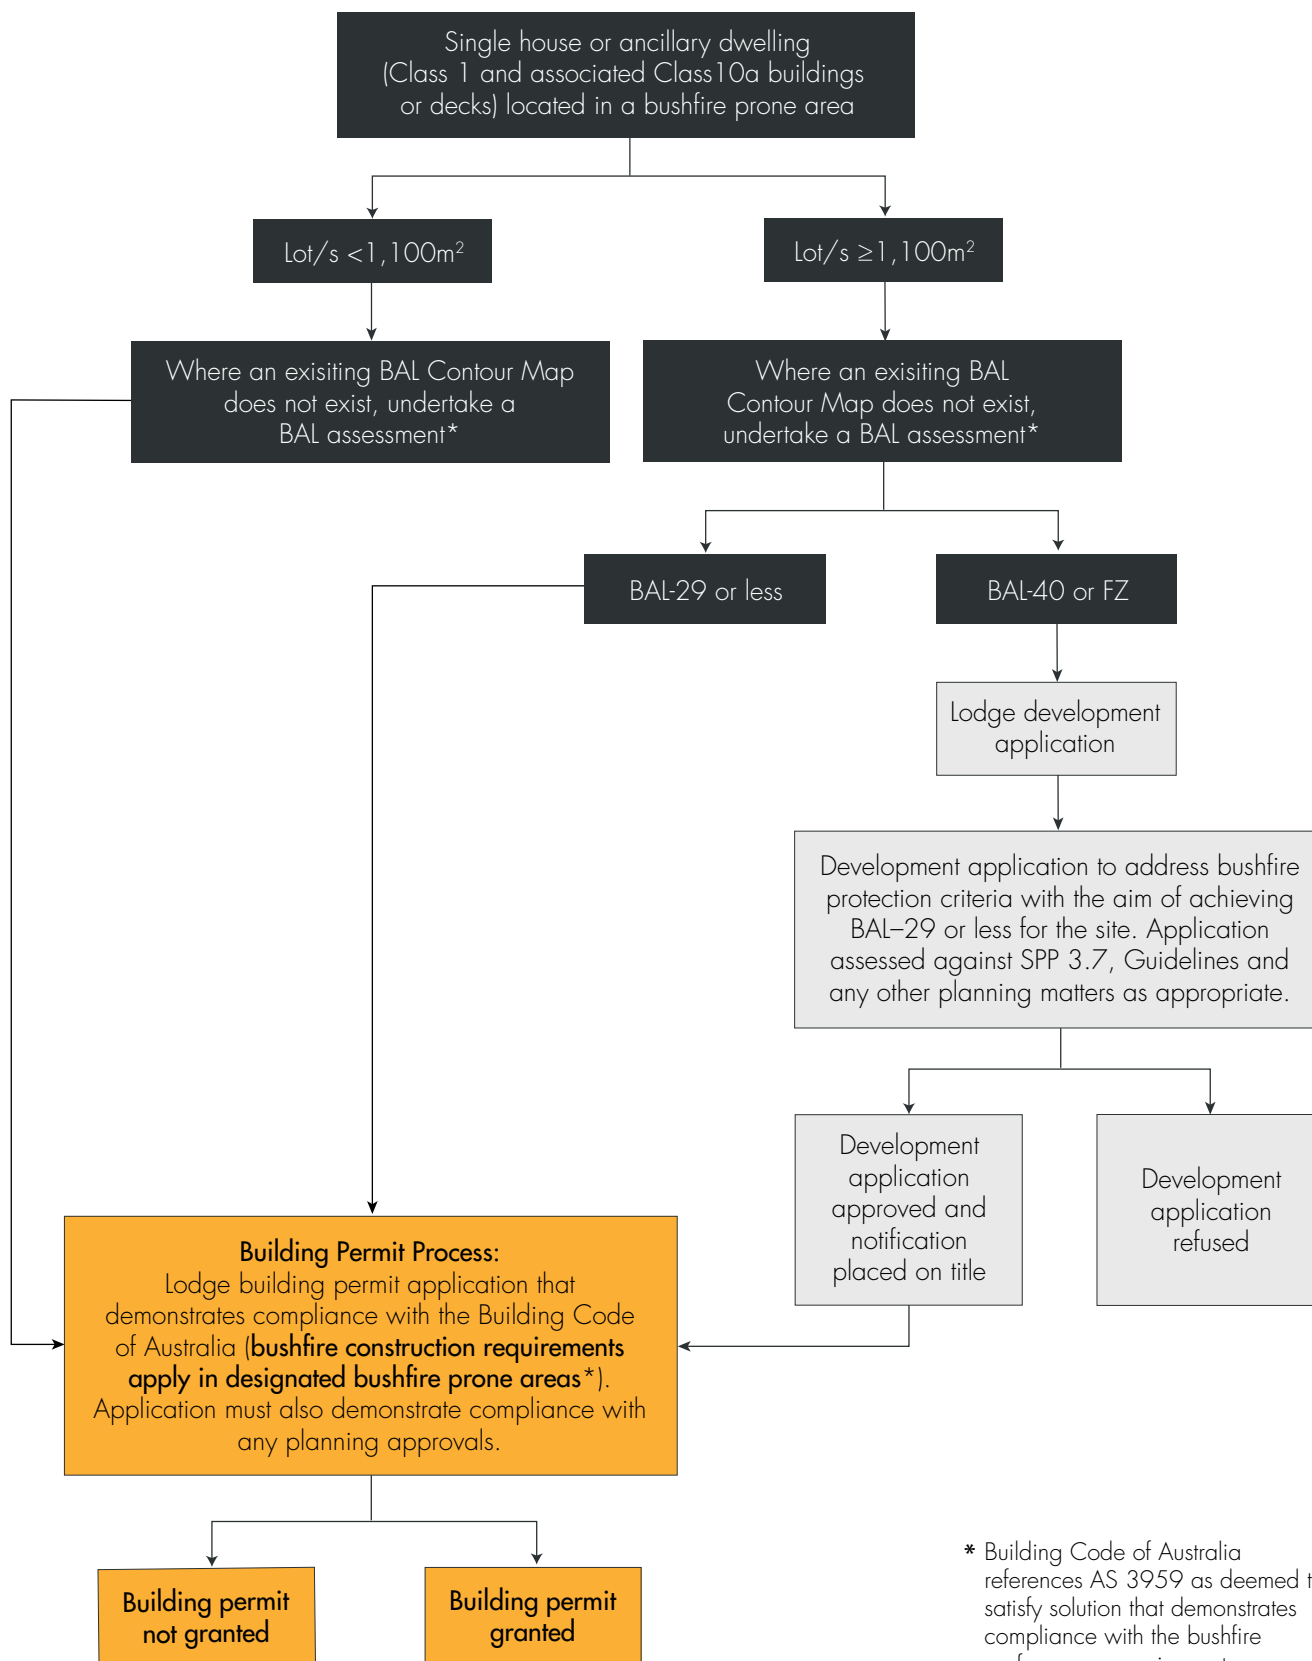 Single house or ancillary dwelling
(Class 1 and associated Class10a buildings
or decks) located in a bushfire prone area
Lot/s <1,100m²
Lot/s ≥1,100m²
Where an exisiting BAL Contour Map
does not exist, undertake a
BAL assessment*
Where an exisiting BAL
Contour Map does not exist,
undertake a BAL assessment*
BAL-29 or less
BAL-40 or FZ
Lodge development
application
Development application to address bushfire
protection criteria with the aim of achieving
BAL–29 or less for the site. Application
assessed against SPP 3.7, Guidelines and
any other planning matters as appropriate.
Development
application
approved and
notification
placed on title
Development
application
refused
Building Permit Process:
Lodge building permit application that
demonstrates compliance with the Building Code
of Australia (bushfire construction requirements
apply in designated bushfire prone areas*).
Application must also demonstrate compliance with
any planning approvals.
Building permit
not granted
Building permit
granted
* Building Code of Australia
references AS 3959 as deemed
satisfy solution that demonstrates
compliance with the bushfire